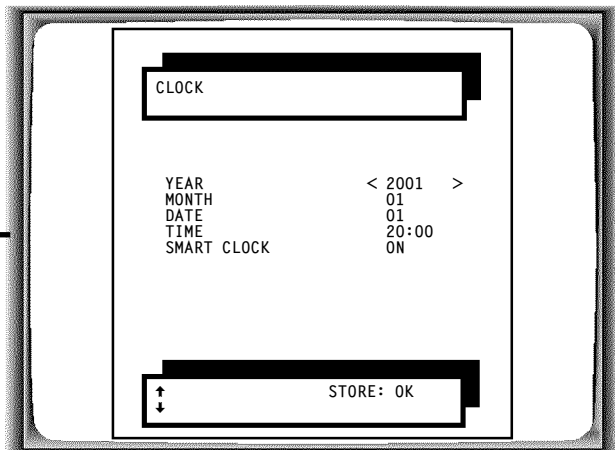 CLOCK
YEAR < 2001 >
MONTH 01
DATE 01
TIME 20:00
SMART CLOCK ON
↑ STORE: OK
↓